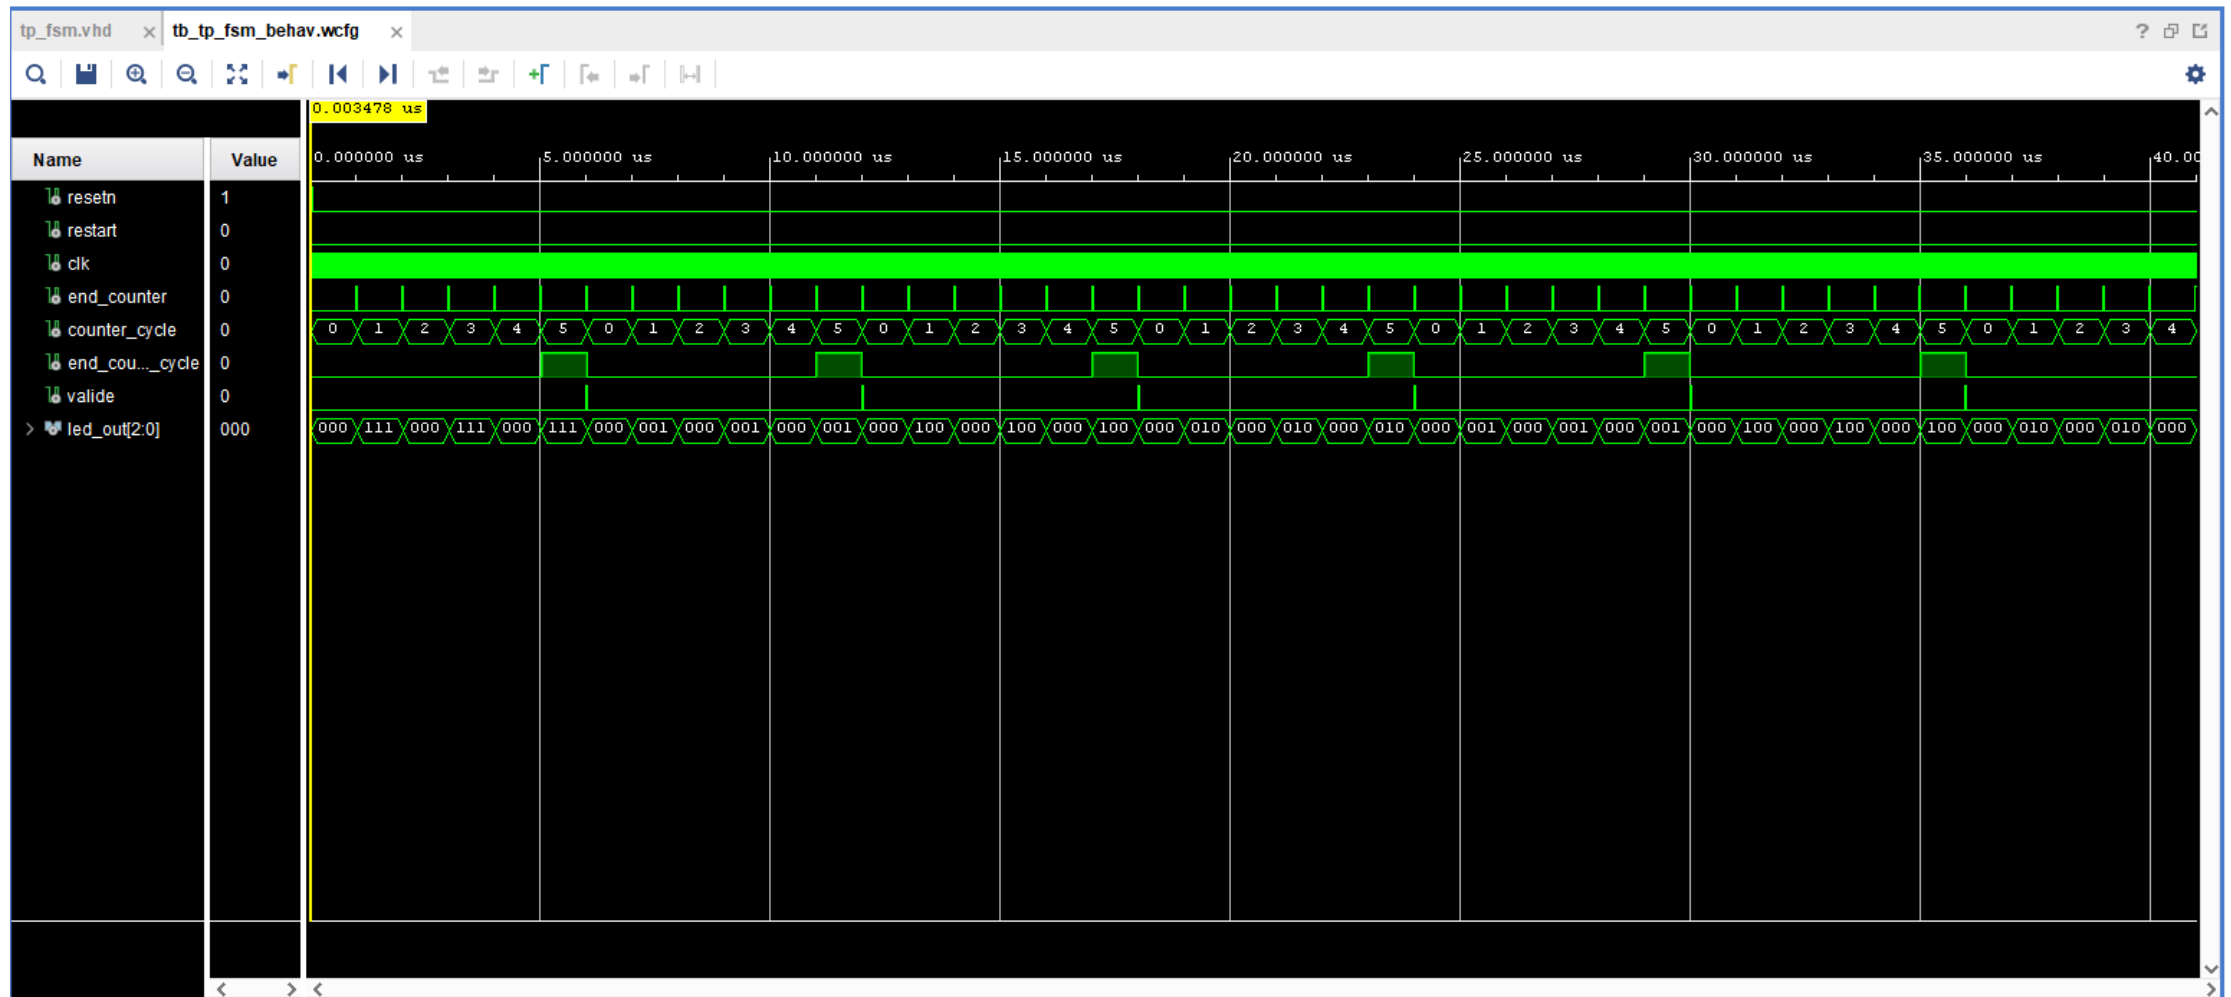 tp_fsm.vhd × tb_tp_fsm_behav.wcfg ×
0.003478 us
Name Value 0.000000 us 5.000000 us 10.000000 us 15.000000 us 20.000000 us 25.000000 us 30.000000 us 35.000000 us 40.00
resetn 1
restart 0
clk 0
end_counter 0
counter_cycle 0 0 1 2 3 4 5 0 1 2 3 4 5 0 1 2 3 4 5 0 1 2 3 4 5 0 1 2 3 4 5 0 1 2 3 4 5 0 1 2 3 4
end_cou..._cycle 0
valide 0
led_out[2:0] 000 000 111 000 111 000 111 000 001 000 001 000 001 000 100 000 100 000 100 000 010 000 010 000 010 000 001 000 001 000 001 000 100 000 100 000 100 000 010 000 010 000